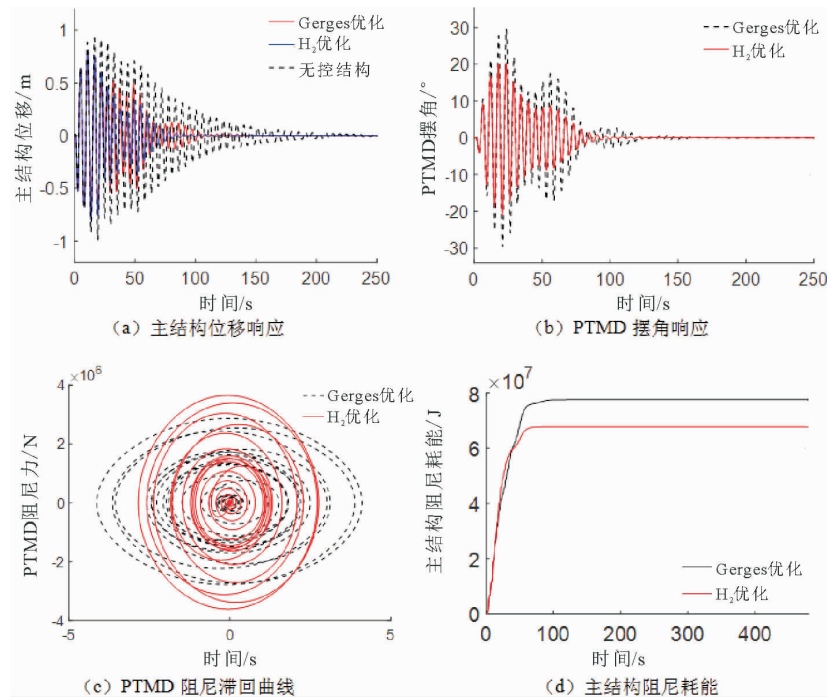 Gerges优化
H₂优化
无控结构
主结构位移/m
1
0.5
0
-0.5
-1
0 50 100 150 200 250
时间/s
(a) 主结构位移响应
Gerges优化
H₂优化
PTMD摆角/°
30
20
10
0
-10
-20
-30
0 50 100 150 200 250
时间/s
(b) PTMD 摆角响应
×10⁶
Gerges优化
H₂优化
PTMD阻尼力/N
4
2
0
-2
-4
-5 0 5
时间/s
(c) PTMD 阻尼滞回曲线
×10⁷
主结构阻尼耗能/J
8
6
4
2
0
Gerges优化
H₂优化
0 100 200 300 400
时间/s
(d) 主结构阻尼耗能